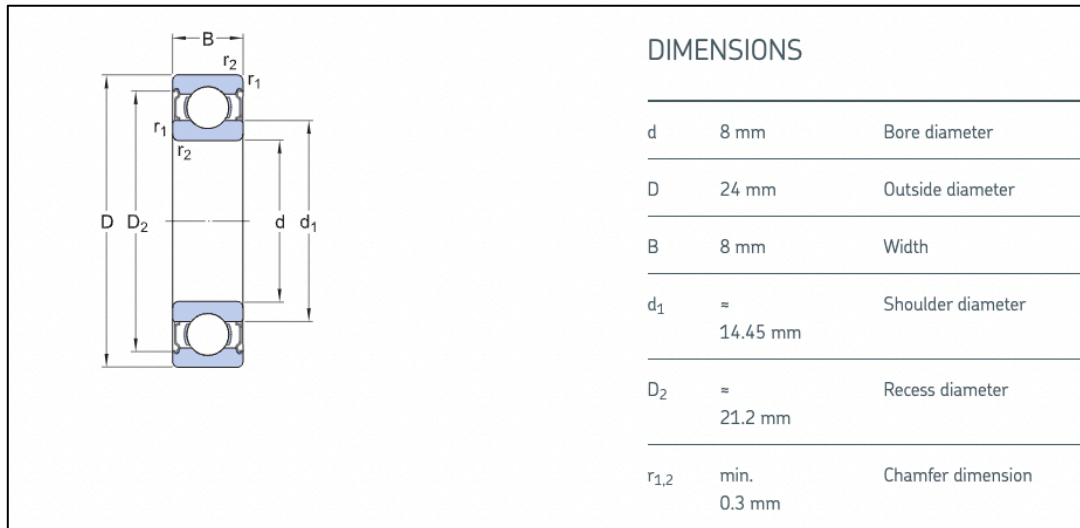 B
r₂
r₁
r₁
r₂
D D₂ d d₁
DIMENSIONS
d 8 mm Bore diameter
D 24 mm Outside diameter
B 8 mm Width
d₁ ≈ Shoulder diameter
14.45 mm
D₂ ≈ Recess diameter
21.2 mm
r₁,₂ min. Chamfer dimension
0.3 mm